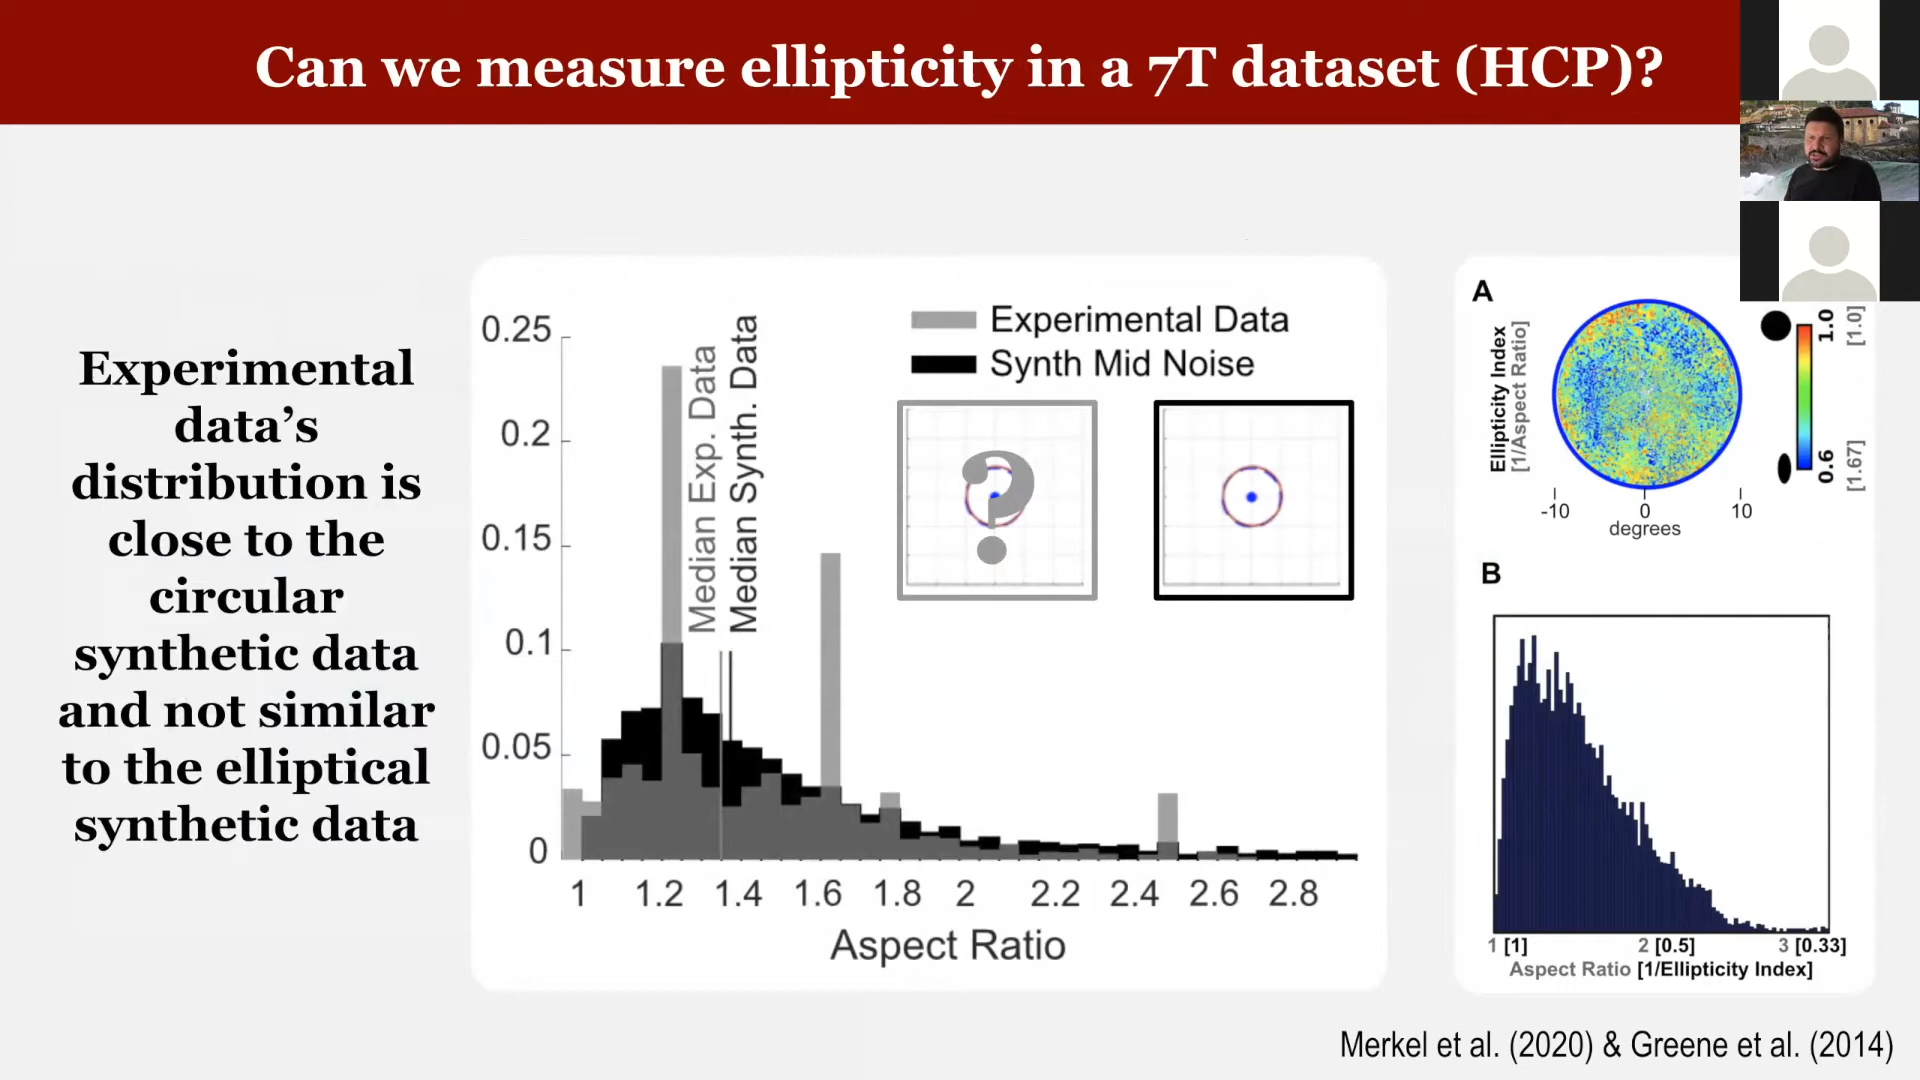 Can we measure ellipticity in a 7T dataset (HCP)?
Experimental
data’s
distribution is
close to the
circular
synthetic data
and not similar
to the elliptical
synthetic data
0.25
0.2
0.15
0.1
0.05
0
Median Exp. Data
Median Synth. Data
Experimental Data
Synth Mid Noise
?
1 1.2 1.4 1.6 1.8 2 2.2 2.4 2.6 2.8
Aspect Ratio
A
Ellipticity Index
[1/Aspect Ratio]
1.0 [1.0]
0.6 [1.67]
-10 0 10
degrees
B
1 [1] 2 [0.5] 3 [0.33]
Aspect Ratio [1/Ellipticity Index]
Merkel et al. (2020) & Greene et al. (2014)